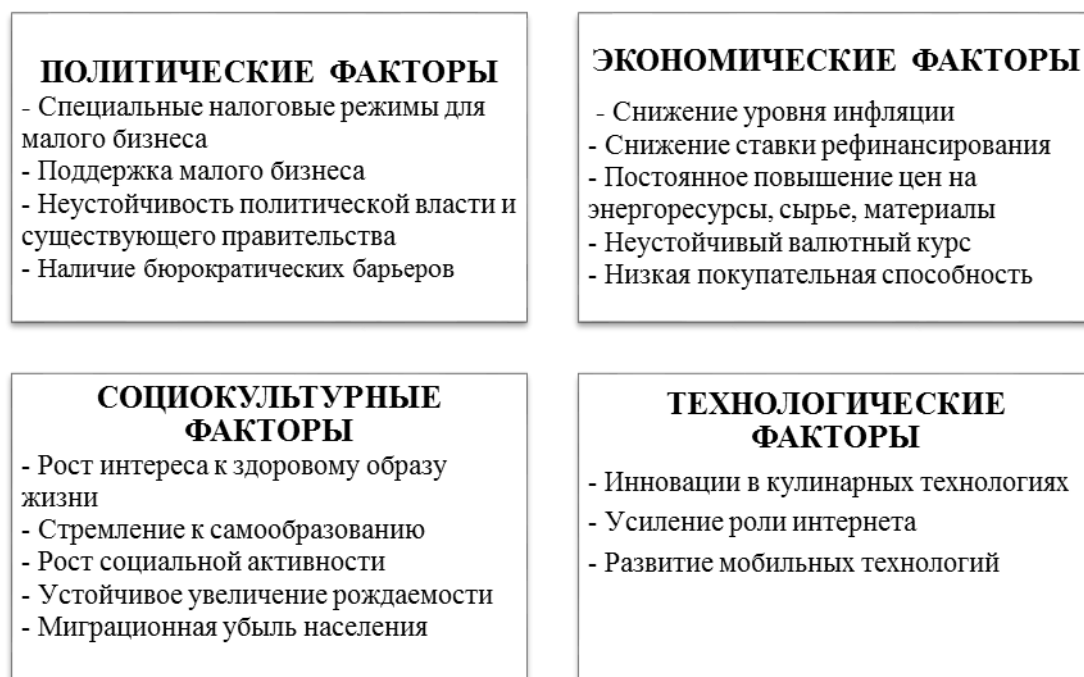 ПОЛИТИЧЕСКИЕ ФАКТОРЫ
- Специальные налоговые режимы для
малого бизнеса
- Поддержка малого бизнеса
- Неустойчивость политической власти и
существующего правительства
- Наличие бюрократических барьеров
ЭКОНОМИЧЕСКИЕ ФАКТОРЫ
- Снижение уровня инфляции
- Снижение ставки рефинансирования
- Постоянное повышение цен на
энергоресурсы, сырье, материалы
- Неустойчивый валютный курс
- Низкая покупательная способность
СОЦИОКУЛЬТУРНЫЕ
ФАКТОРЫ
- Рост интереса к здоровому образу
жизни
- Стремление к самообразованию
- Рост социальной активности
- Устойчивое увеличение рождаемости
- Миграционная убыль населения
ТЕХНОЛОГИЧЕСКИЕ
ФАКТОРЫ
- Инновации в кулинарных технологиях
- Усиление роли интернета
- Развитие мобильных технологий